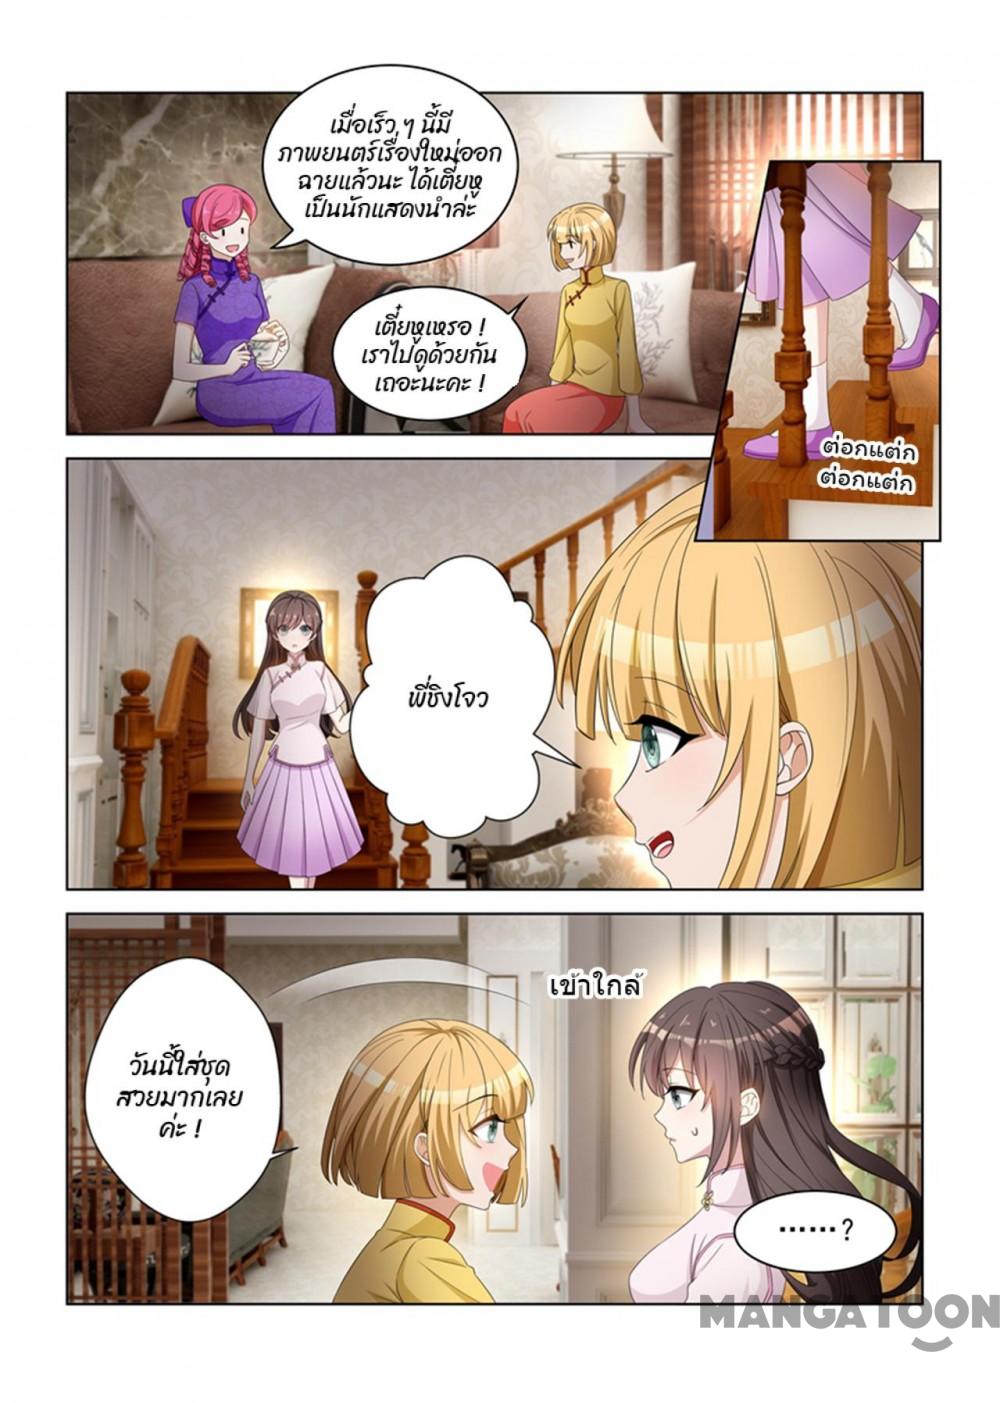 เมื่อเร็ว ๆ นี้มี
ภาพยนตร์เรื่องใหม่ออก
ฉายแล้วนะ ได้เตี๋ยหู
เป็นนักแสดงนำล่ะ
เตี๋ยหูเหรอ !
เราไปดูด้วยกัน
เถอะนะคะ !
ต่อกแต่ก
ต่อกแต่ก
พี่ชิงโจว
เข้าใกล้
วันนี้ใส่ชุด
สวยมากเลย
ค่ะ !
......?
MANGATOON